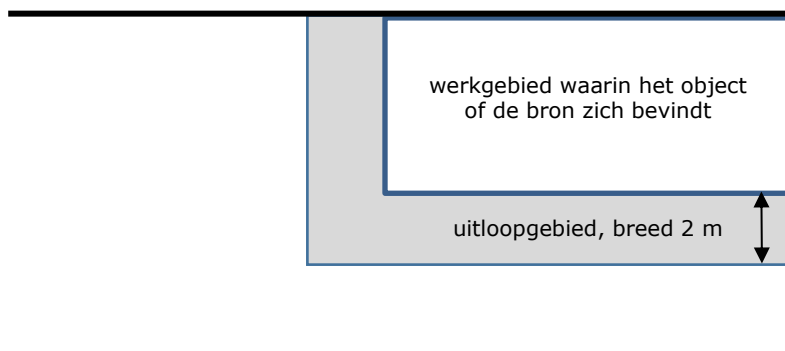 werkgebied waarin het object
of de bron zich bevindt
uitloopgebied, breed 2 m